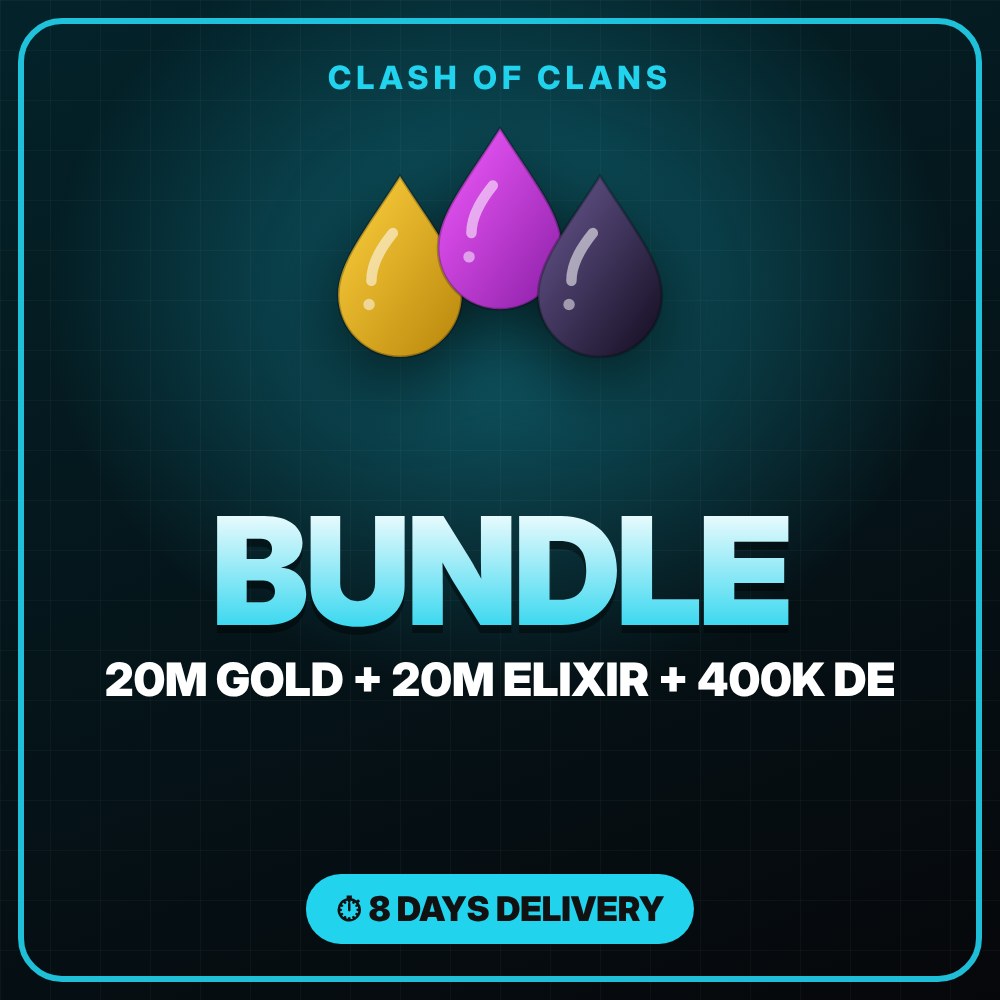 CLASH OF CLANS
BUNDLE
20M GOLD + 20M ELIXIR + 400K DE
⏱ 8 DAYS DELIVERY